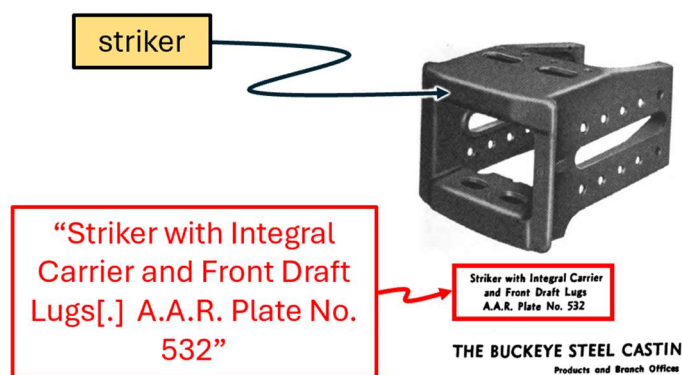 striker
“Striker with Integral
Carrier and Front Draft
Lugs[.] A.A.R. Plate No.
532”
Striker with Integral Carrier
and Front Draft Lugs
A.A.R. Plate No. 532
THE BUCKEYE STEEL CASTIN
Products and Branch Offices